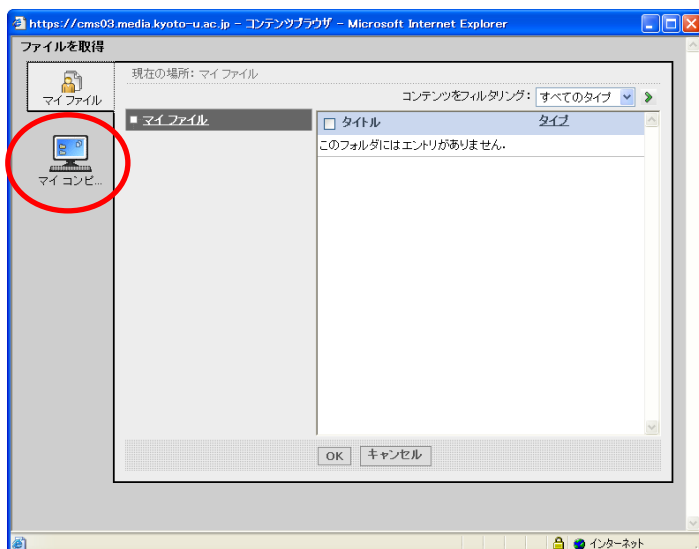 https://cms03.media.kyoto-u.ac.jp - コンテンツブラウザ - Microsoft Internet Explorer
ファイルを取得
マイファイル
マイ コンピ...
現在の場所: マイ ファイル
コンテンツをフィルタリング: すべてのタイプ
マイ ファイル
タイトル タイプ
このフォルダにはエントリがありません.
OK キャンセル
インターネット